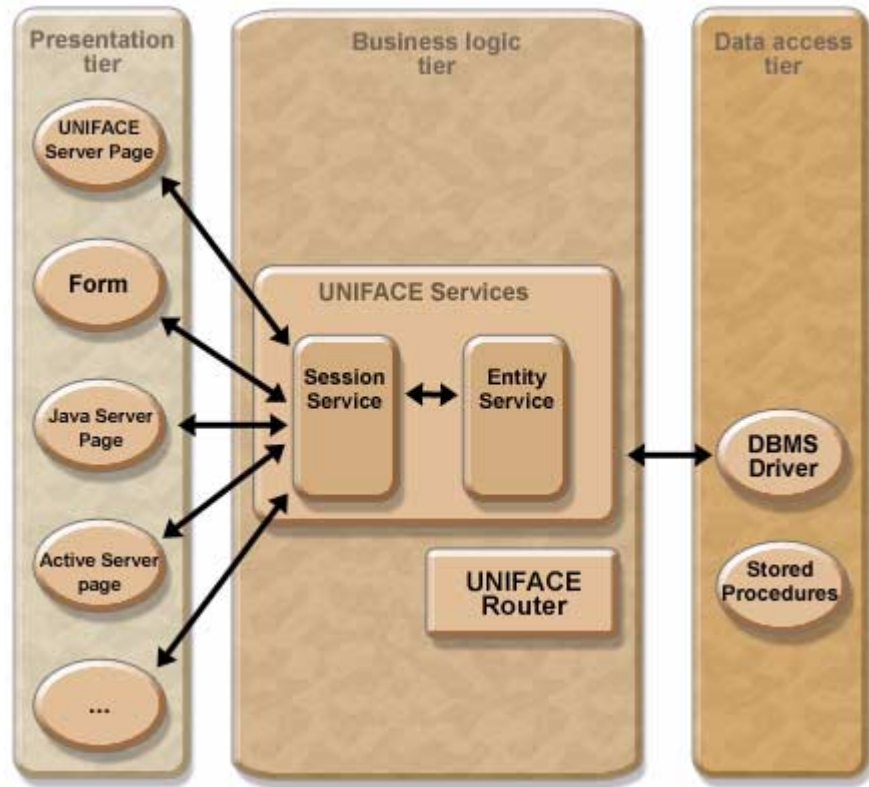 Presentation
tier
UNIFACE
Server Page
Form
Java Server
Page
Active Server
page
...
Business logic
tier
UNIFACE Services
Session
Service
Entity
Service
UNIFACE
Router
Data access
tier
DBMS
Driver
Stored
Procedures